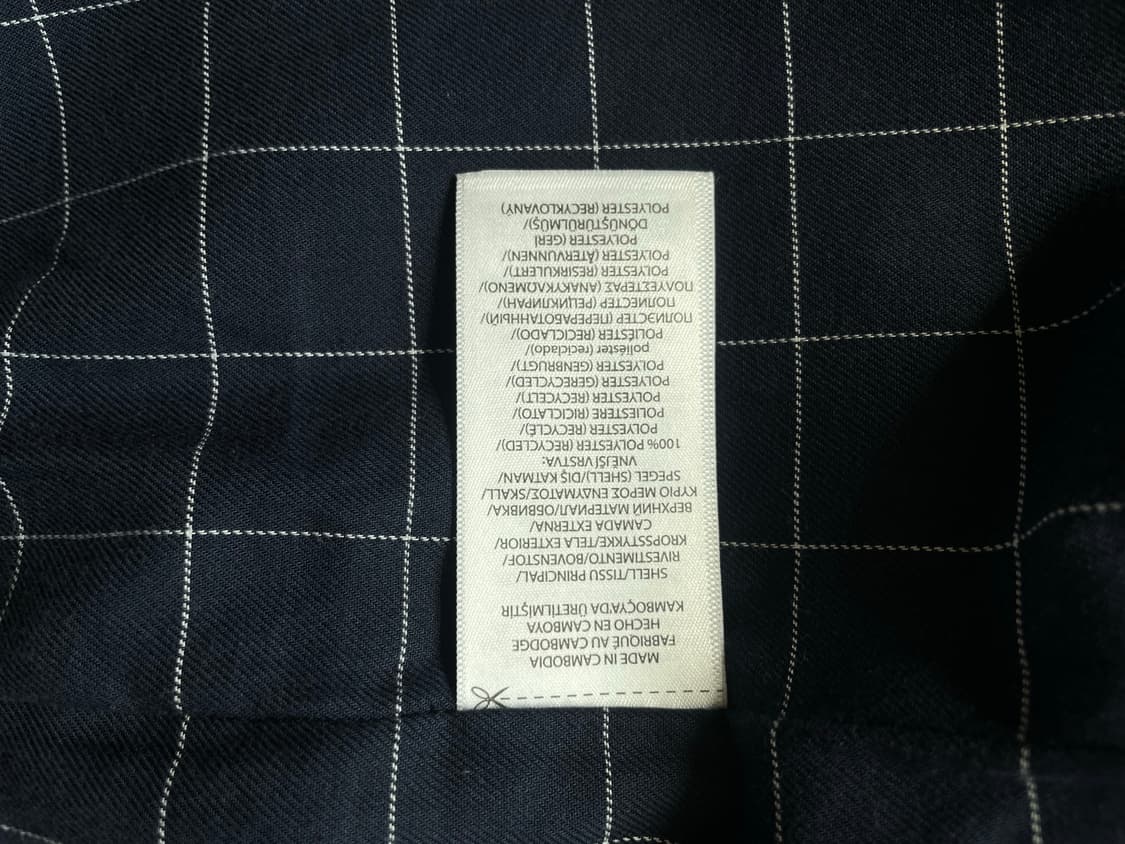 MADE IN CAMBODIA
FABRIQUÉ AU CAMBODGE
HECHO EN CAMBOYA
KAMBOÇYA'DA ÜRETILMIŞTIR
SHELL/TISSU PRINCIPAL/
RIVESTIMENTO/BOVENSTOF/
KROPSSTYKKE/TELA EXTERIOR/
CAMADA EXTERNA/
ВЕРХНИЙ МАТЕРИАЛ/ОБВИВКА/
ΚΥΡΙΟ ΜΕΡΟΣ ΕΝΔΥΜΑΤΟΣ/SKALL/
SPEGEL (SHELL)/DIŞ KATMAN/
VNĚJŠÍ VRSTVA:
100% POLYESTER (RECYCLED)/
POLYESTER (RECYCLÉ)/
POLIESTERE (RICICLATO)/
POLYESTER (RECYCELT)/
POLYESTER (GERECYCLED)/
POLYESTER (GENBRUGT)/
poliéster (reciclado)/
POLIÉSTER (RECICLADO)/
ПОЛИЭСТЕР (ПЕРЕРАБОТАННЫЙ)/
ПОЛИЕСТЕР (РЕЦИКЛИРАН)/
ΠΟΛΥΕΣΤΕΡΑΣ (ΑΝΑΚΥΚΛΩΜΕΝΟ)/
POLYESTER (RESIRKULERT)/
POLYESTER (ÅTERVUNNEN)/
POLYESTER (GERI
DÖNÜŞTÜRÜLMÜŞ)/
POLYESTER (RECYKLOVANÝ)